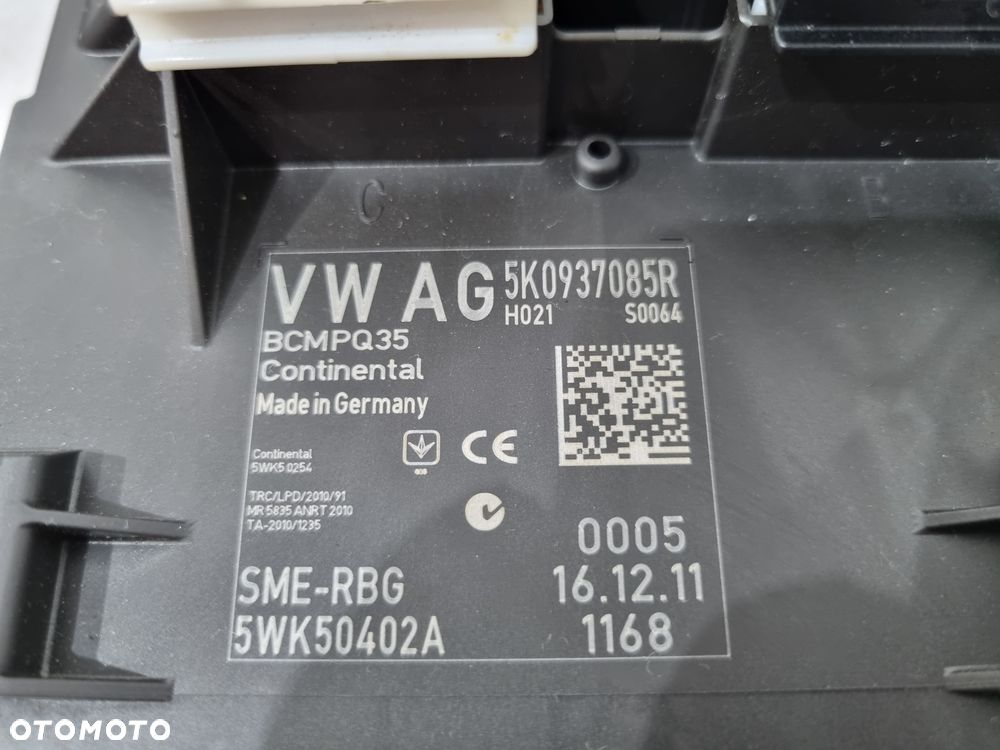 C
VW AG 5K0937085R
H021 S0064
BCMPQ35
Continental
Made in Germany
Continental
5WK50254
CE
TRC/LPD/2010/91
MR 5835 ANRT 2010
TA-2010/1235
0005
SME-RBG 16.12.11
5WK50402A 1168
OTOMOTO